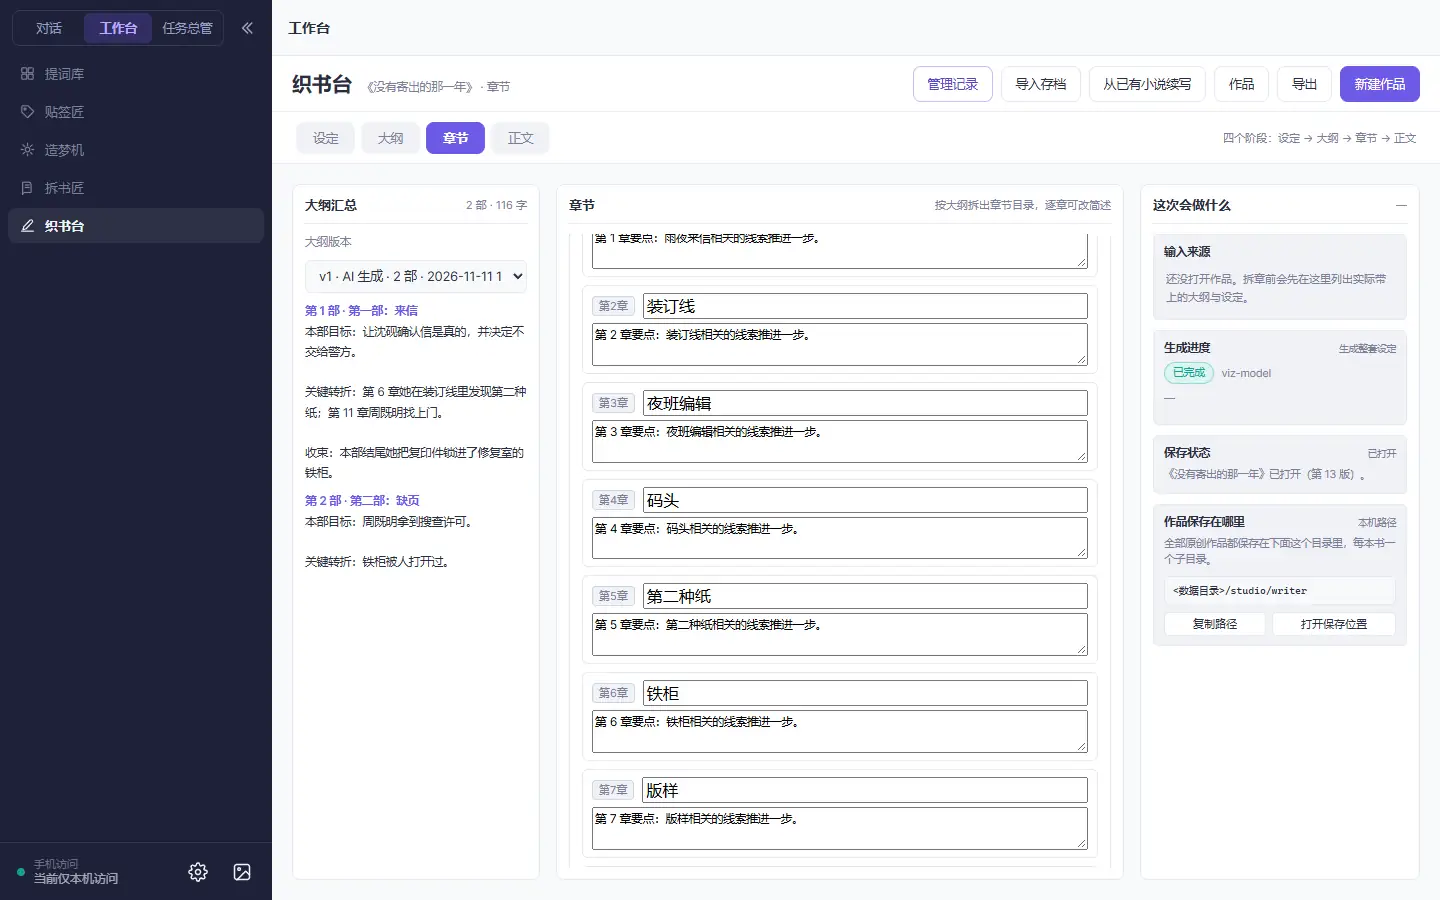 对话 工作台 任务总管
提词库
贴签匠
造梦机
拆书匠
织书台
手机访问
当前仅本机访问
工作台
织书台 《没有寄出的那一年》 · 章节
管理记录 导入存档 从已有小说续写 作品 导出 新建作品
设定 大纲 章节 正文
四个阶段：设定 → 大纲 → 章节 → 正文
大纲汇总 2 部 · 116 字
大纲版本
v1 · AI 生成 · 2 部 · 2026-11-11 1
第 1 部 · 第一部：来信
本部目标：让沈砚确认信是真的，并决定不
交给警方。
关键转折：第 6 章她在装订线里发现第二种
纸；第 11 章周既明找上门。
收束：本部结尾她把复印件锁进了修复室的
铁柜。
第 2 部 · 第二部：缺页
本部目标：周既明拿到搜查许可。
关键转折：铁柜被人打开过。
章节 按大纲拆出章节目录，逐章可改简述
第 1 章要点：雨夜来信相关的线索推进一步。
第2章 装订线
第 2 章要点：装订线相关的线索推进一步。
第3章 夜班编辑
第 3 章要点：夜班编辑相关的线索推进一步。
第4章 码头
第 4 章要点：码头相关的线索推进一步。
第5章 第二种纸
第 5 章要点：第二种纸相关的线索推进一步。
第6章 铁柜
第 6 章要点：铁柜相关的线索推进一步。
第7章 版样
第 7 章要点：版样相关的线索推进一步。
这次会做什么 —
输入来源
还没打开作品。拆章前会先在这里列出实际带
上的大纲与设定。
生成进度 生成整套设定
已完成 viz-model
—
保存状态 已打开
《没有寄出的那一年》已打开（第 13 版）。
作品保存在哪里 本机路径
全部原创作品都保存在下面这个目录里，每本书一
个子目录。
<数据目录>/studio/writer
复制路径 打开保存位置